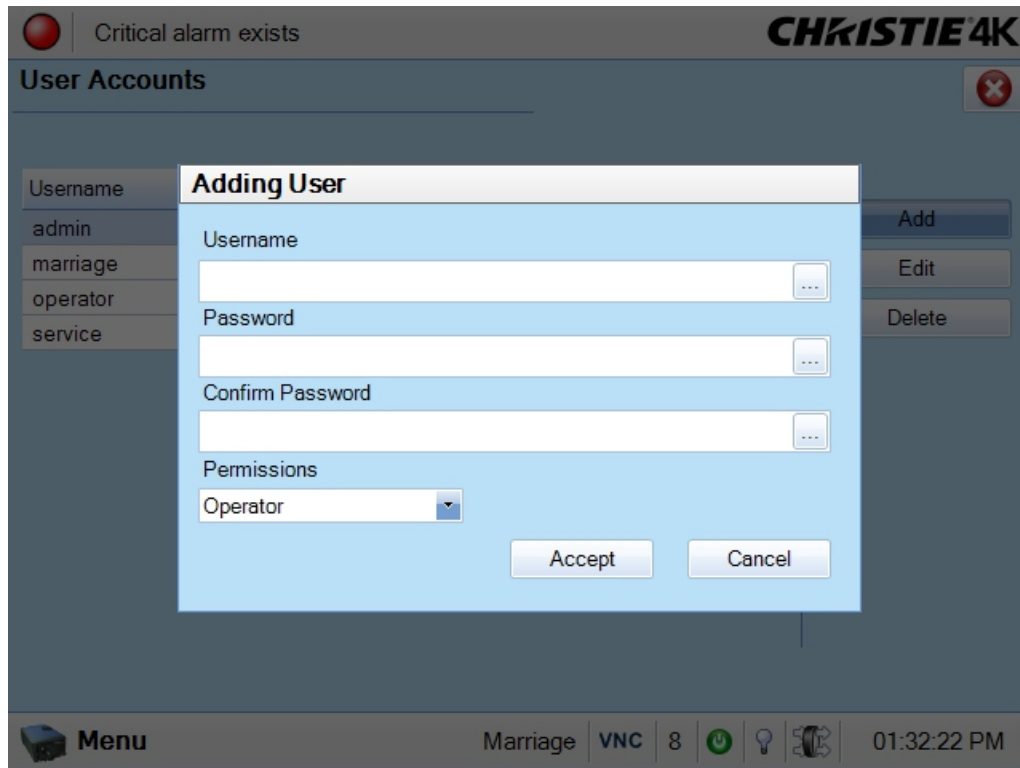 Critical alarm exists
CHRISTIE 4K
User Accounts
Username
admin
marriage
operator
service
Adding User
Username
...
Password
...
Confirm Password
...
Permissions
Operator
Accept
Cancel
Add
Edit
Delete
Menu
Marriage
VNC
8
01:32:22 PM